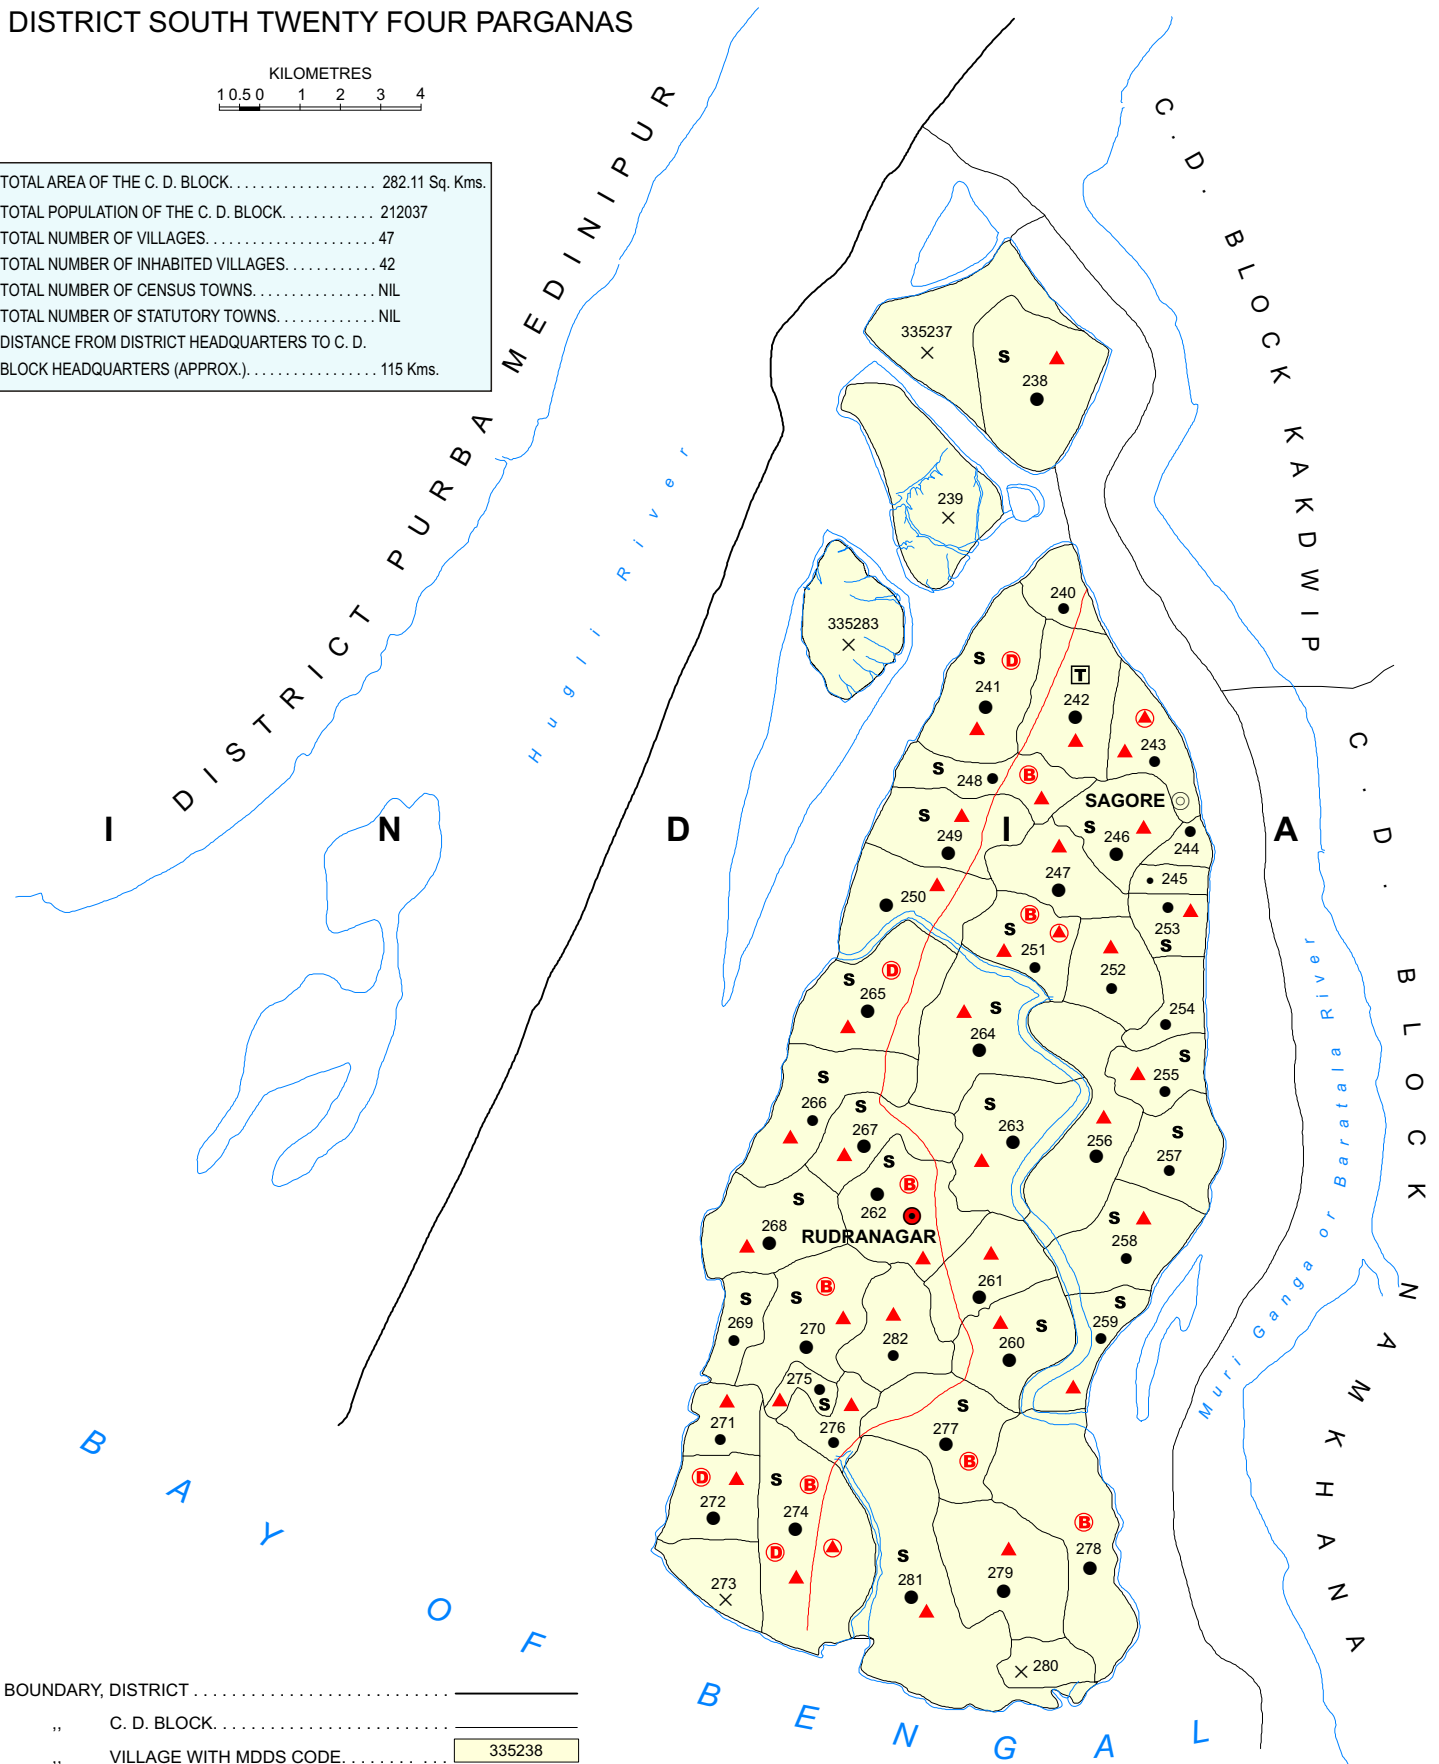 DISTRICT SOUTH TWENTY FOUR PARGANAS
KILOMETRES
1 0.5 0 1 2 3 4
TOTAL AREA OF THE C. D. BLOCK. . . . . . . . . . . . . . . . . . . 282.11 Sq. Kms.
TOTAL POPULATION OF THE C. D. BLOCK. . . . . . . . . . . . 212037
TOTAL NUMBER OF VILLAGES. . . . . . . . . . . . . . . . . . . . . . 47
TOTAL NUMBER OF INHABITED VILLAGES. . . . . . . . . . . . 42
TOTAL NUMBER OF CENSUS TOWNS. . . . . . . . . . . . . . . . NIL
TOTAL NUMBER OF STATUTORY TOWNS. . . . . . . . . . . . . NIL
DISTANCE FROM DISTRICT HEADQUARTERS TO C. D.
BLOCK HEADQUARTERS (APPROX.). . . . . . . . . . . . . . . . . 115 Kms.
DISTRICT PURBA MEDINIPUR
C. D. BLOCK KAKDWIP
C. D. BLOCK NAMKHANA
Hugli River
Muri Ganga or Baratala River
I N D I A
BAY OF BENGAL
335237
S
238
239
335283
240
S D
241
T
242
243
S 248
B
SAGORE
S
249
S
246
244
247
245
250
B
S
251
253
S
252
S D
265
S
264
254
S
255
S
266
S
267
S
263
256
S
257
S
B
262
RUDRANAGAR
S
268
S
258
261
S
269
S B
270
282
S
260
S
259
275
S
276
271
S
277
B
D
272
S B
274
D
273
B
278
S
281
279
280
BOUNDARY, DISTRICT . . . . . . . . . . . . . . . . . . . . . . . . . . .
,, C. D. BLOCK. . . . . . . . . . . . . . . . . . . . . . . . .
,, VILLAGE WITH MDDS CODE. . . . . . . . . . . 335238